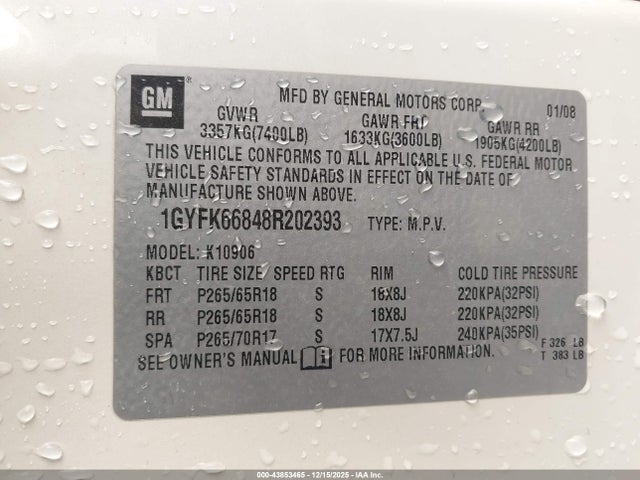 GM
MFD BY GENERAL MOTORS CORP. 01/08
GVWR GAWR FRT GAWR RR
3357KG(7400LB) 1633KG(3600LB) 1905KG(4200LB)
THIS VEHICLE CONFORMS TO ALL APPLICABLE U.S. FEDERAL MOTOR
VEHICLE SAFETY STANDARDS IN EFFECT ON THE DATE OF
MANUFACTURE SHOWN ABOVE.
1GYFK66848R202393 TYPE: M.P.V.
MODEL: K10906
KBCT TIRE SIZE SPEED RTG RIM COLD TIRE PRESSURE
FRT P265/65R18 S 18X8J 220KPA(32PSI)
RR P265/65R18 S 18X8J 220KPA(32PSI)
SPA P265/70R17 S 17X7.5J 240KPA(35PSI)
SEE OWNER'S MANUAL FOR MORE INFORMATION.
F 326 LB
T 383 LB
000-43853465 - 12/15/2025 - IAA Inc.